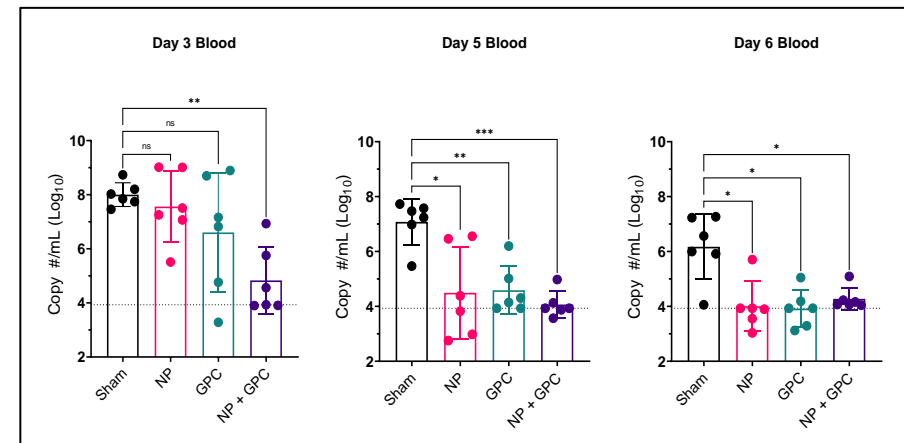 Day 3 Blood
**
ns
ns
10
8
6
4
2
Copy #/mL (Log10)
Sham
NP
GPC
NP + GPC
Day 5 Blood
***
**
*
10
8
6
4
2
Copy #/mL (Log10)
Sham
NP
GPC
NP + GPC
Day 6 Blood
*
*
*
10
8
6
4
2
Copy #/mL (Log10)
Sham
NP
GPC
NP + GPC